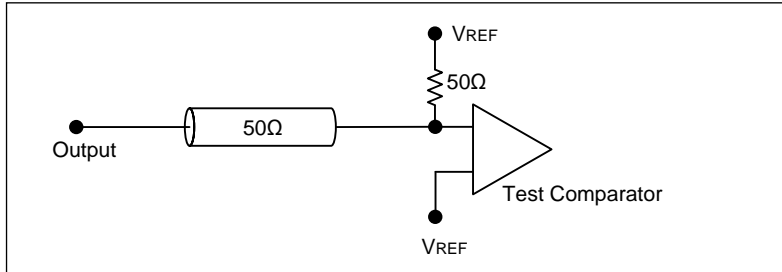 VREF
50Ω
50Ω
Output
Test Comparator
VREF